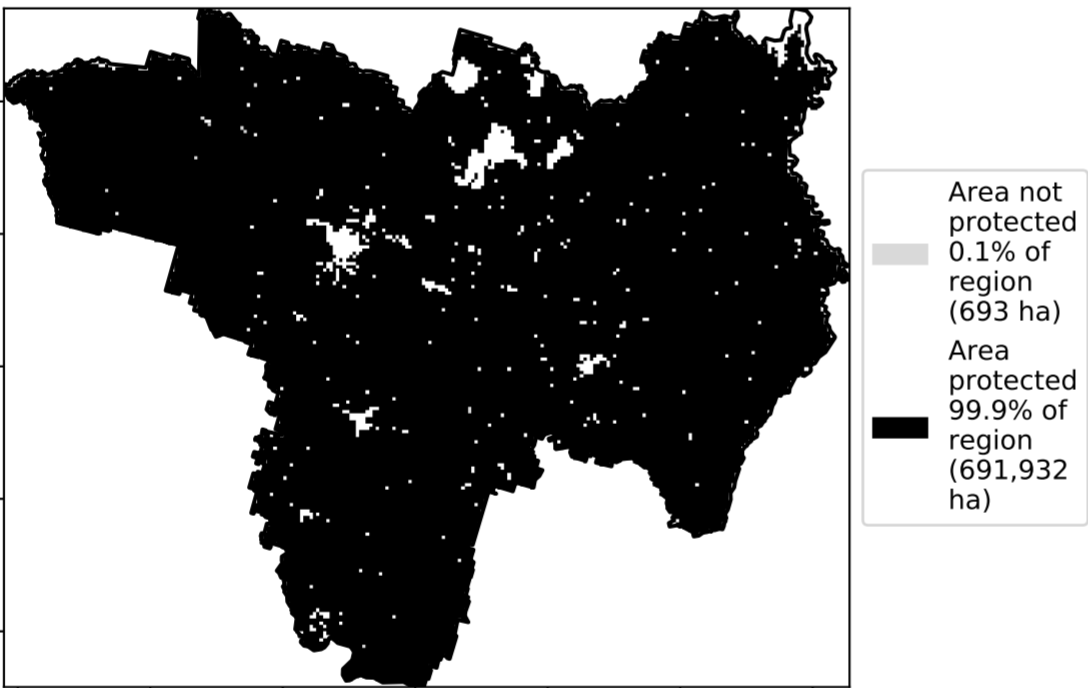 Area not
protected
0.1% of
region
(693 ha)
Area
protected
99.9% of
region
(691,932
ha)